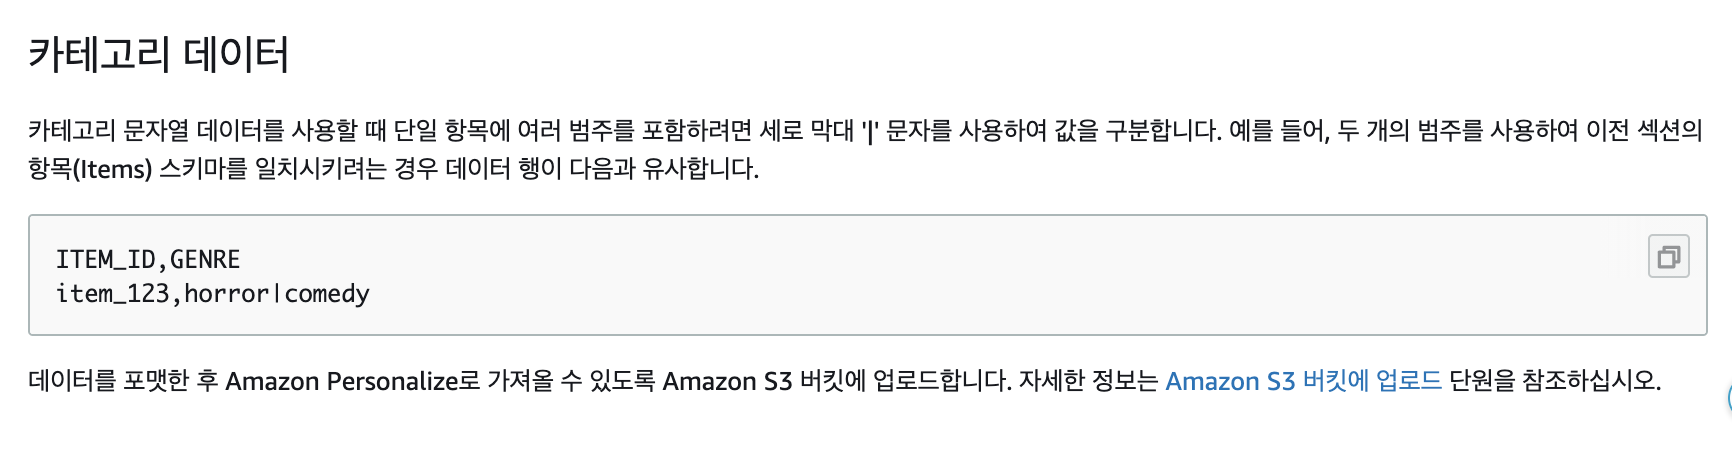 카테고리 데이터
카테고리 문자열 데이터를 사용할 때 단일 항목에 여러 범주를 포함하려면 세로 막대 '|' 문자를 사용하여 값을 구분합니다. 예를 들어, 두 개의 범주를 사용하여 이전 섹션의
항목(Items) 스키마를 일치시키려는 경우 데이터 행이 다음과 유사합니다.
ITEM_ID,GENRE
item_123,horror|comedy
데이터를 포맷한 후 Amazon Personalize로 가져올 수 있도록 Amazon S3 버킷에 업로드합니다. 자세한 정보는 Amazon S3 버킷에 업로드 단원을 참조하십시오.